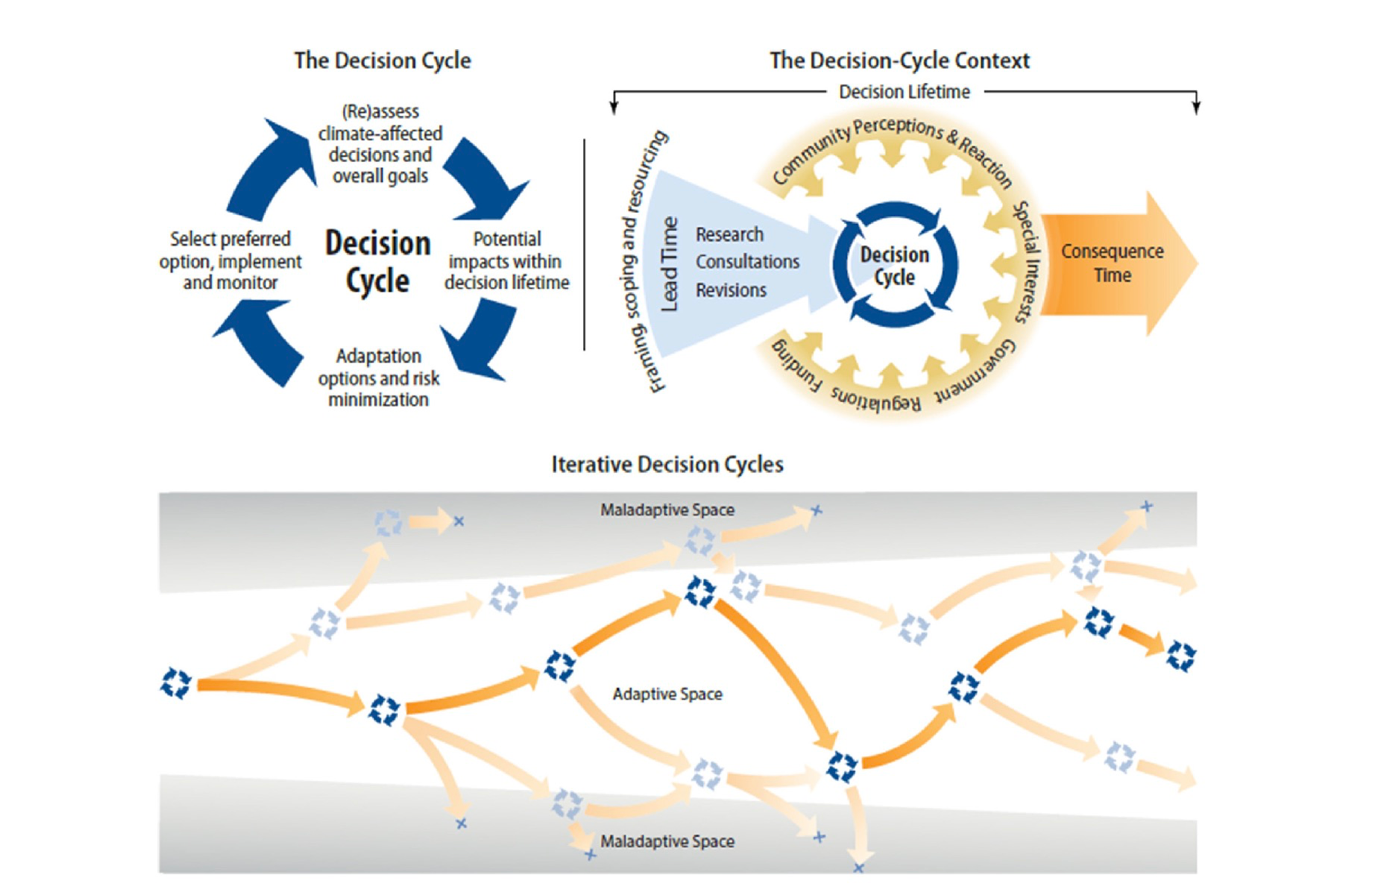 The Decision Cycle
(Re)assess
climate-affected
decisions and
overall goals
Select preferred
option, implement
and monitor
Decision
Cycle
Potential
impacts within
decision lifetime
Adaptation
options and risk
minimization
The Decision-Cycle Context
Decision Lifetime
Framing, scoping and resourcing
Lead Time
Research
Consultations
Revisions
Decision
Cycle
Community Perceptions & Reaction
Special Interests
Government
Regulations
Funding
Consequence
Time
Iterative Decision Cycles
Maladaptive Space
Adaptive Space
Maladaptive Space